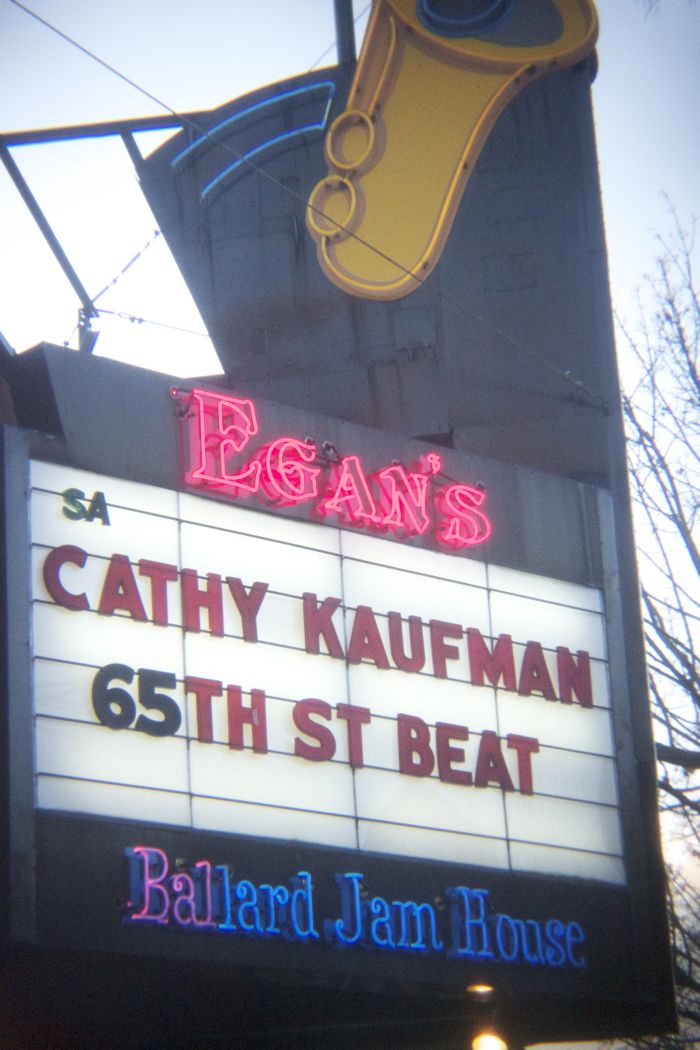 EGAN'S
SA
CATHY KAUFMAN
65TH ST BEAT
Ballard Jam House